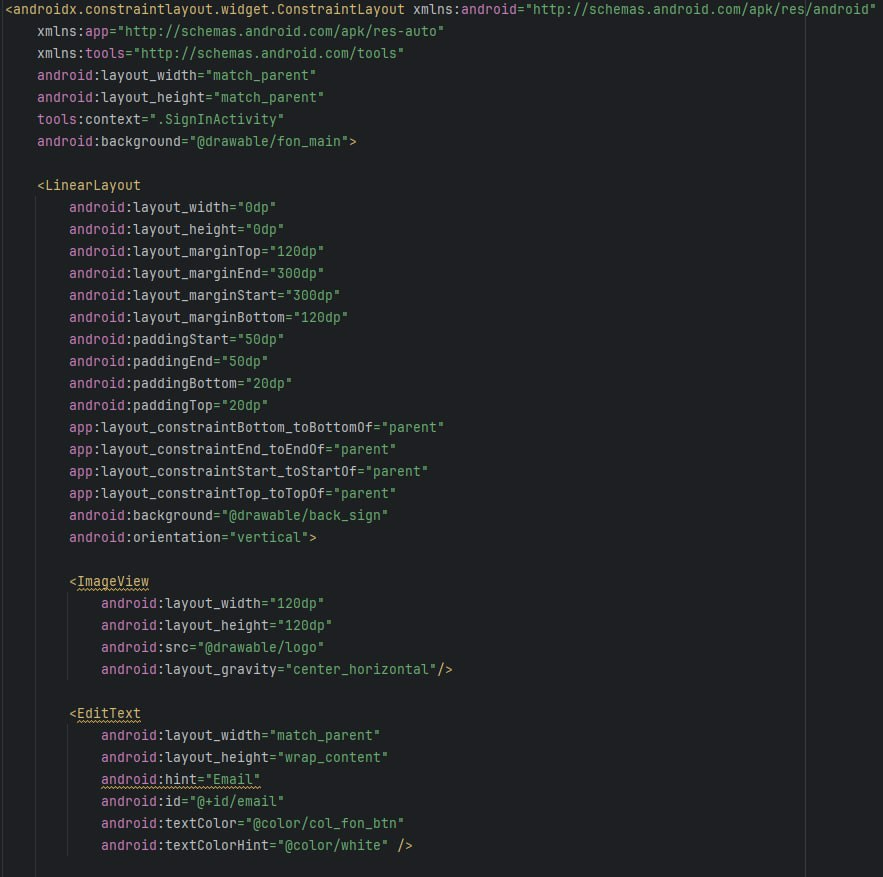 <androidx.constraintlayout.widget.ConstraintLayout xmlns:android="http://schemas.android.com/apk/res/android"
    xmlns:app="http://schemas.android.com/apk/res-auto"
    xmlns:tools="http://schemas.android.com/tools"
    android:layout_width="match_parent"
    android:layout_height="match_parent"
    tools:context=".SignInActivity"
    android:background="@drawable/fon_main">

    <LinearLayout
        android:layout_width="0dp"
        android:layout_height="0dp"
        android:layout_marginTop="120dp"
        android:layout_marginEnd="300dp"
        android:layout_marginStart="300dp"
        android:layout_marginBottom="120dp"
        android:paddingStart="50dp"
        android:paddingEnd="50dp"
        android:paddingBottom="20dp"
        android:paddingTop="20dp"
        app:layout_constraintBottom_toBottomOf="parent"
        app:layout_constraintEnd_toEndOf="parent"
        app:layout_constraintStart_toStartOf="parent"
        app:layout_constraintTop_toTopOf="parent"
        android:background="@drawable/back_sign"
        android:orientation="vertical">

        <ImageView
            android:layout_width="120dp"
            android:layout_height="120dp"
            android:src="@drawable/logo"
            android:layout_gravity="center_horizontal"/>

        <EditText
            android:layout_width="match_parent"
            android:layout_height="wrap_content"
            android:hint="Email"
            android:id="@+id/email"
            android:textColor="@color/col_fon_btn"
            android:textColorHint="@color/white" />